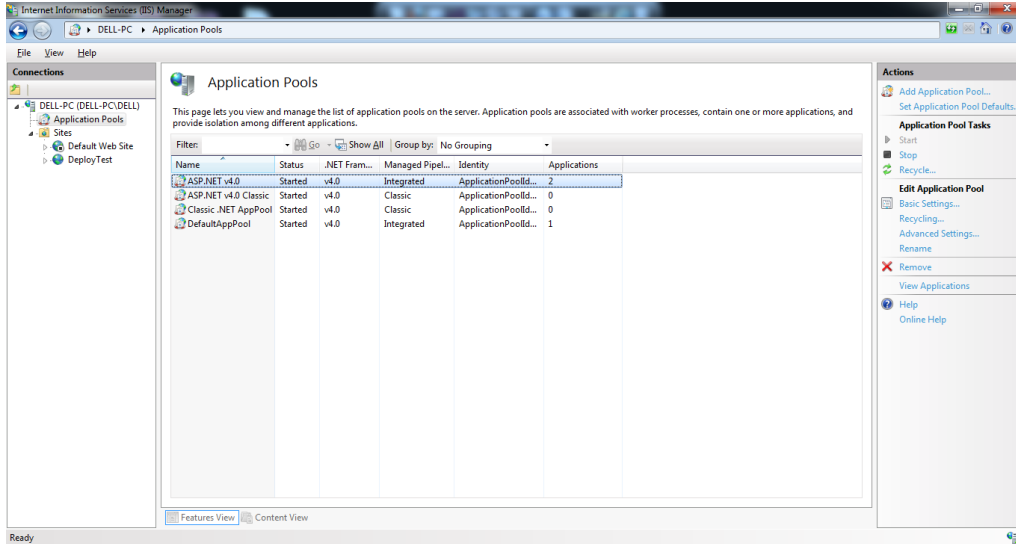 Internet Information Services (IIS) Manager
DELL-PC
Application Pools
File View Help
Connections
DELL-PC (DELL-PC\DELL)
Application Pools
Sites
Default Web Site
DeployTest
Application Pools
This page lets you view and manage the list of application pools on the server. Application pools are associated with worker processes, contain one or more applications, and
provide isolation among different applications.
Filter: Go Show All Group by: No Grouping
Name Status .NET Fram... Managed Pipel... Identity Applications
ASP.NET v4.0 Started v4.0 Integrated ApplicationPoolId... 2
ASP.NET v4.0 Classic Started v4.0 Classic ApplicationPoolId... 0
Classic .NET AppPool Started v4.0 Classic ApplicationPoolId... 0
DefaultAppPool Started v4.0 Integrated ApplicationPoolId... 1
Features View Content View
Actions
Add Application Pool...
Set Application Pool Defaults.
Application Pool Tasks
Start
Stop
Recycle...
Edit Application Pool
Basic Settings...
Recycling...
Advanced Settings...
Rename
Remove
View Applications
Help
Online Help
Ready